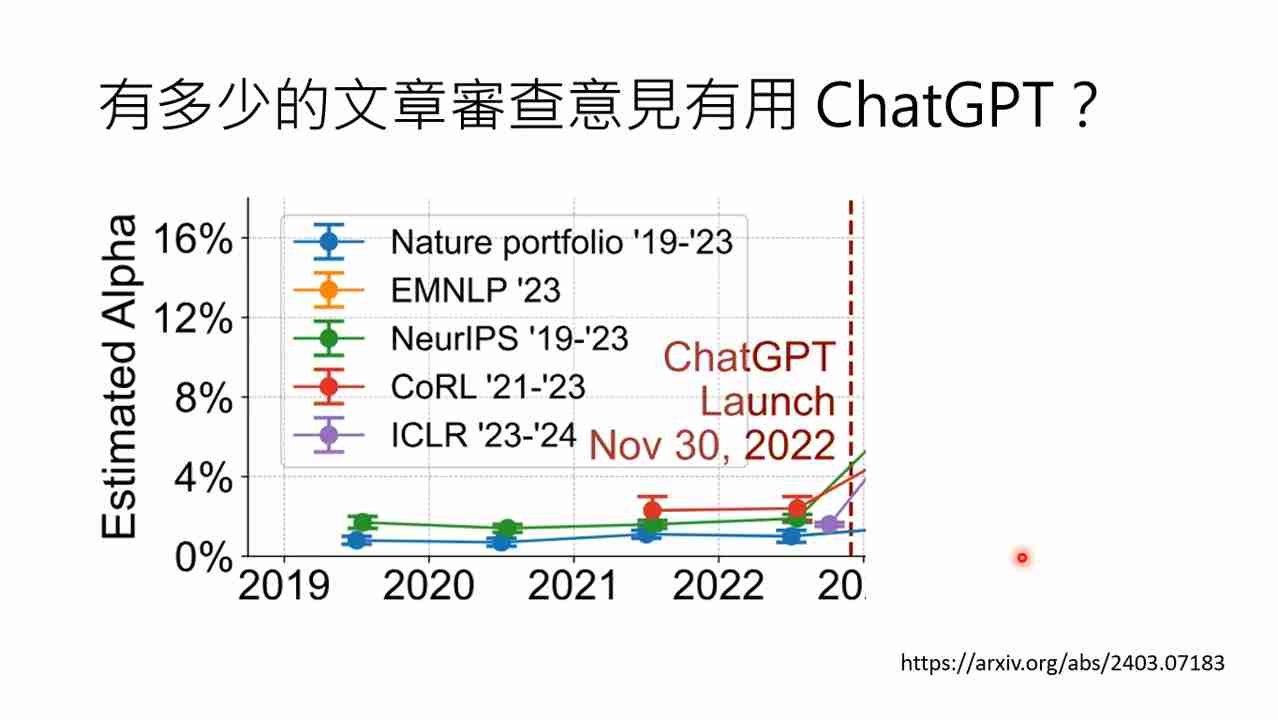 有多少的文章審查意見有用 ChatGPT？
Estimated Alpha
16%
12%
8%
4%
0%
Nature portfolio '19-'23
EMNLP '23
NeurIPS '19-'23
CoRL '21-'23
ICLR '23-'24
ChatGPT
Launch
Nov 30, 2022
2019 2020 2021 2022 20
https://arxiv.org/abs/2403.07183